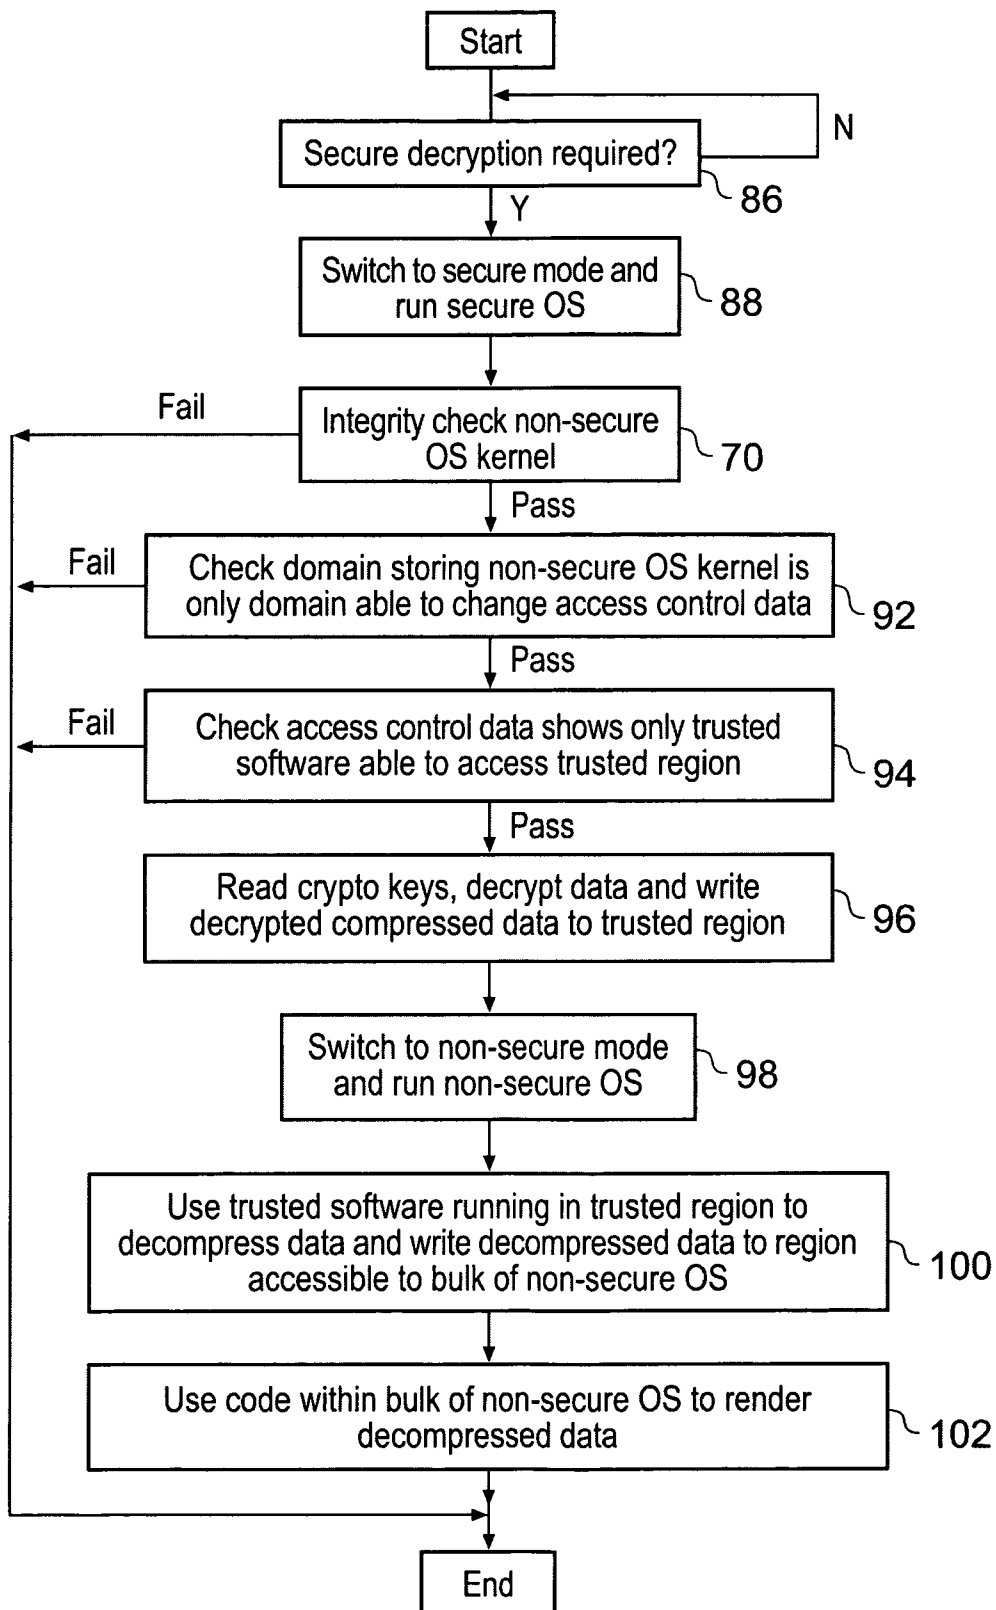 Start
N
Secure decryption required?
86
Y
Switch to secure mode and
run secure OS
88
Fail
Integrity check non-secure
OS kernel
70
Pass
Fail
Check domain storing non-secure OS kernel is
only domain able to change access control data
92
Pass
Fail
Check access control data shows only trusted
software able to access trusted region
94
Pass
Read crypto keys, decrypt data and write
decrypted compressed data to trusted region
96
Switch to non-secure mode
and run non-secure OS
98
Use trusted software running in trusted region to
decompress data and write decompressed data to region
accessible to bulk of non-secure OS
100
Use code within bulk of non-secure OS to render
decompressed data
102
End